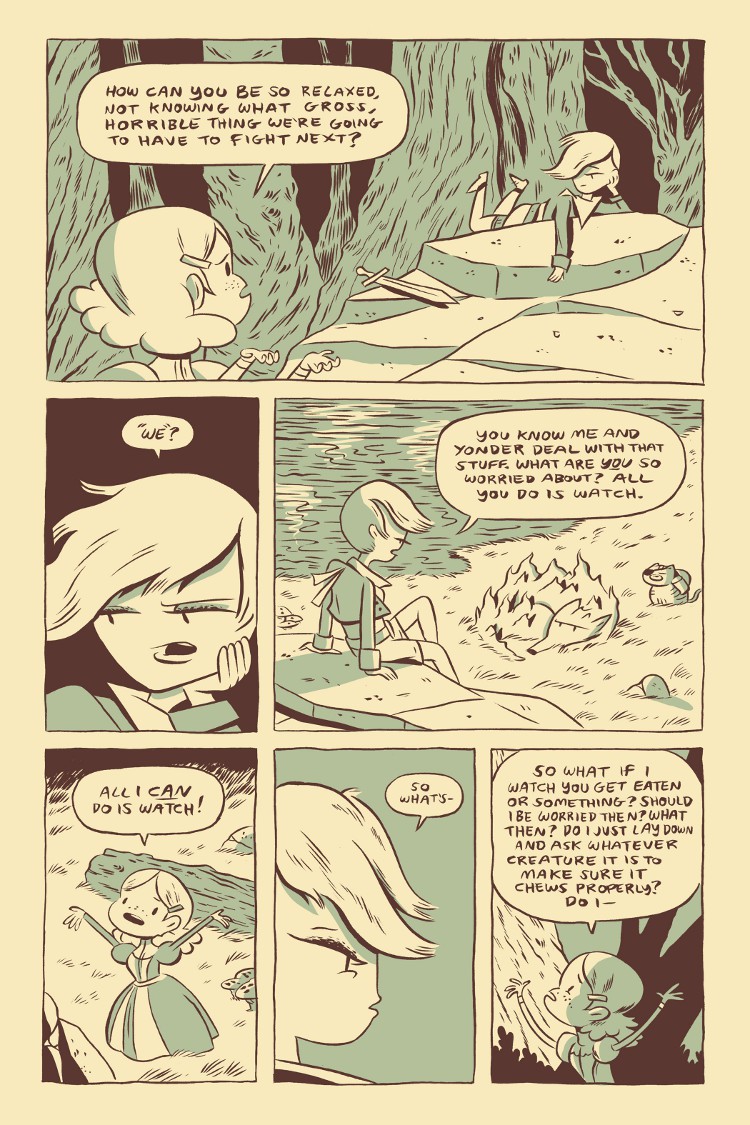 HOW CAN YOU BE SO RELAXED,
NOT KNOWING WHAT GROSS,
HORRIBLE THING WE'RE GOING
TO HAVE TO FIGHT NEXT?
"WE"?
YOU KNOW ME AND
YONDER DEAL WITH THAT
STUFF. WHAT ARE YOU SO
WORRIED ABOUT? ALL
YOU DO IS WATCH.
ALL I CAN
DO IS WATCH!
SO
WHAT'S-
SO WHAT IF I
WATCH YOU GET EATEN
OR SOMETHING? SHOULD
I BE WORRIED THEN? WHAT
THEN? DO I JUST LAY DOWN
AND ASK WHATEVER
CREATURE IT IS TO
MAKE SURE IT
CHEWS PROPERLY?
DO I—